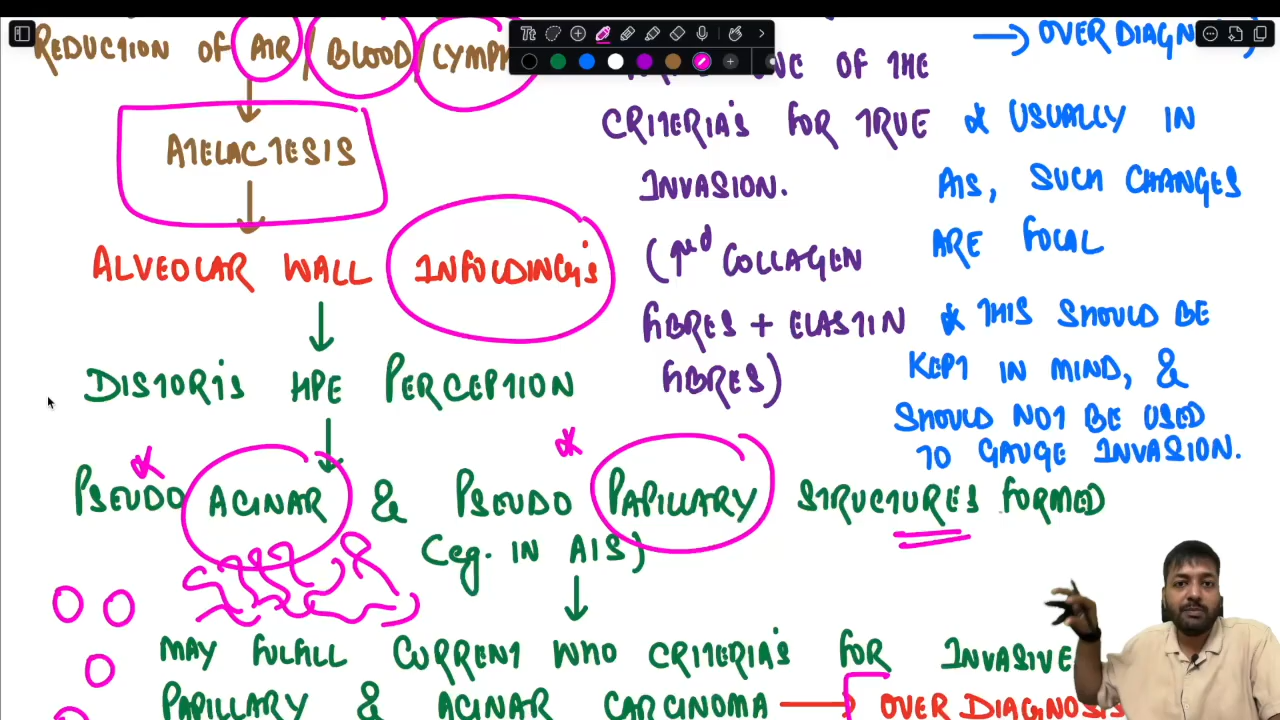 REDUCTION OF AIR / BLOOD / LYMPH
ATELACTESIS
ALVEOLAR WALL INFOLDING'S
DISTORTS HPE PERCEPTION
PSEUDO ACINAR & PSEUDO PAPILLARY STRUCTURES FORMED
(eg. IN AIS)
MAY FULFILL CURRENT WHO CRITERIA'S FOR INVASIVE
PAPILLARY & ACINAR CARCINOMA → OVER DIAGNOSIS
OF THE
CRITERIA'S FOR TRUE
INVASION.
(↑ed COLLAGEN
FIBRES + ELASTIN
FIBRES)
→ OVER DIAGN
* USUALLY IN
AIS, SUCH CHANGES
ARE FOCAL
* THIS SHOULD BE
KEPT IN MIND, &
SHOULD NOT BE USED
TO GAUGE INVASION.